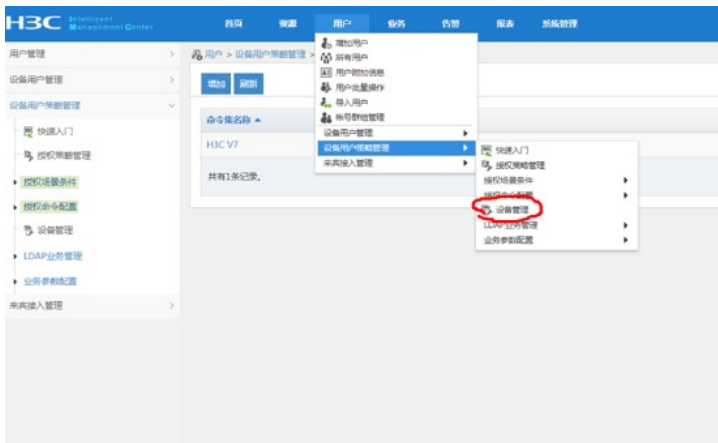 H3C Intelligent Management Center
首页 资源 用户 业务 告警 报表 系统管理
用户管理
设备用户管理
设备用户策略管理
快速入门
授权策略管理
授权场景条件
授权命令配置
设备管理
LDAP业务管理
业务参数配置
来宾接入管理
用户 > 设备用户策略管理 >
增加 刷新
命令集名称
H3C V7
共有1条记录。
增加用户
所有用户
用户附加信息
用户批量操作
导入用户
帐号群组管理
设备用户管理
设备用户策略管理
来宾接入管理
快速入门
授权策略管理
授权场景条件
授权命令配置
设备管理
LDAP业务管理
业务参数配置